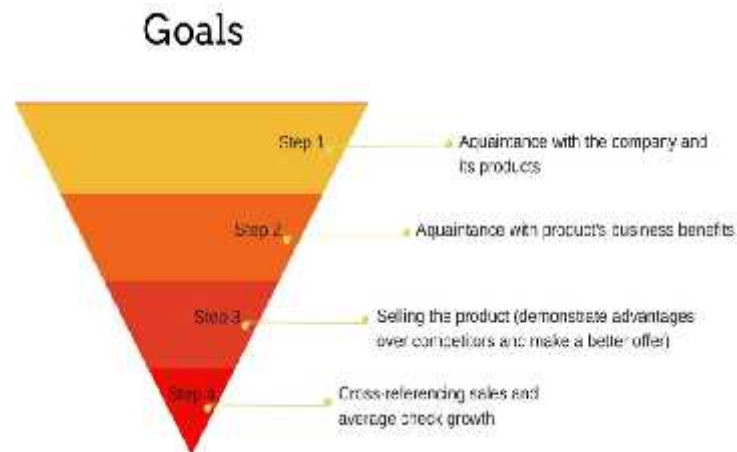 Goals
Step 1
Aquaintance with the company and
its products
Step 2
Aquaintance with product's business benefits
Step 3
Selling the product (demonstrate advantages
over competitors and make a better offer)
Step 4
Cross-referencing sales and
average check growth